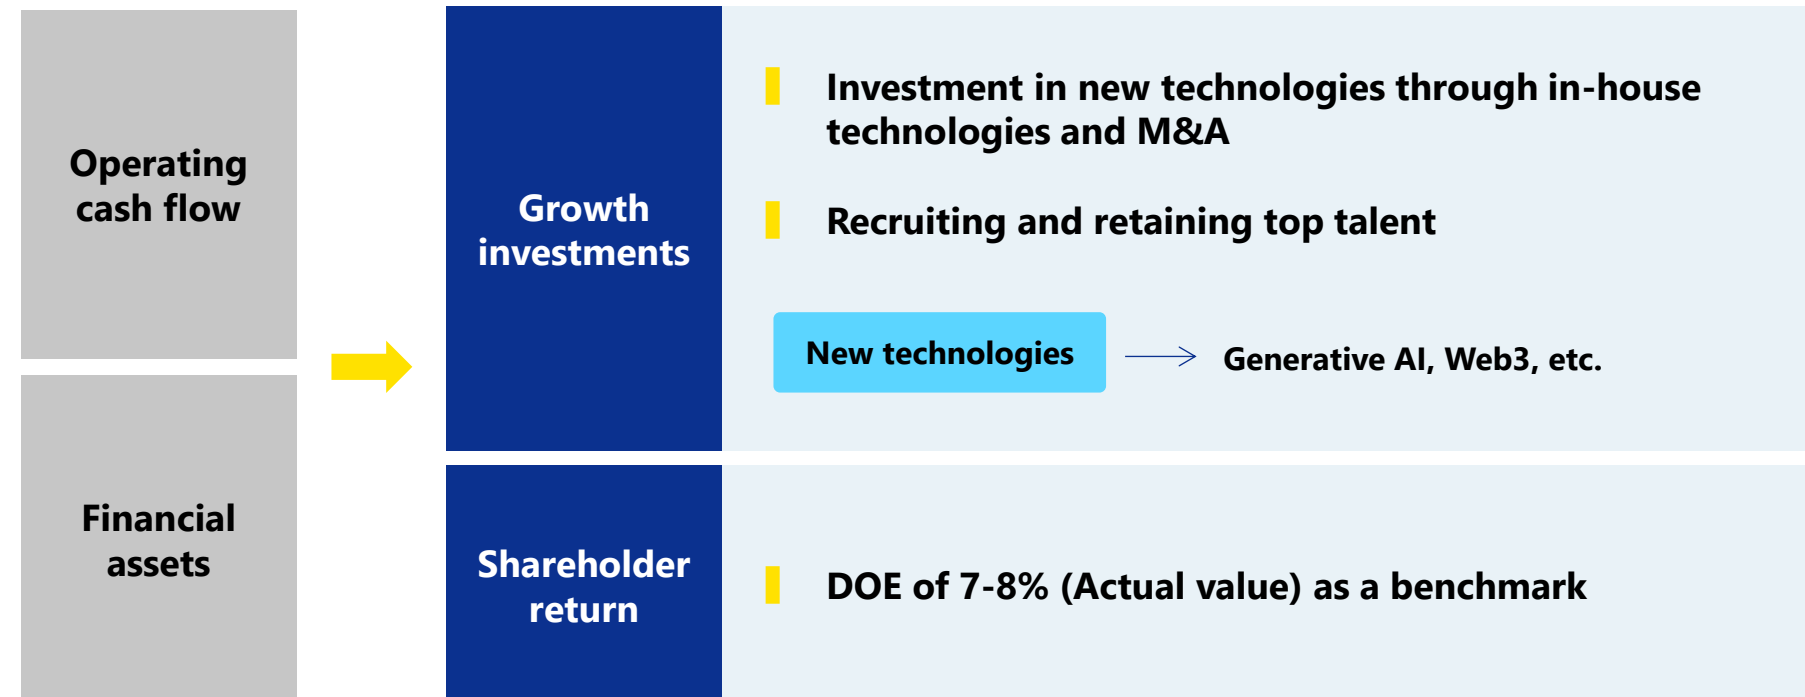 Operating
cash flow
Financial
assets
Growth
investments
Investment in new technologies through in-house
technologies and M&A
Recruiting and retaining top talent
New technologies
Generative AI, Web3, etc.
Shareholder
return
DOE of 7-8% (Actual value) as a benchmark